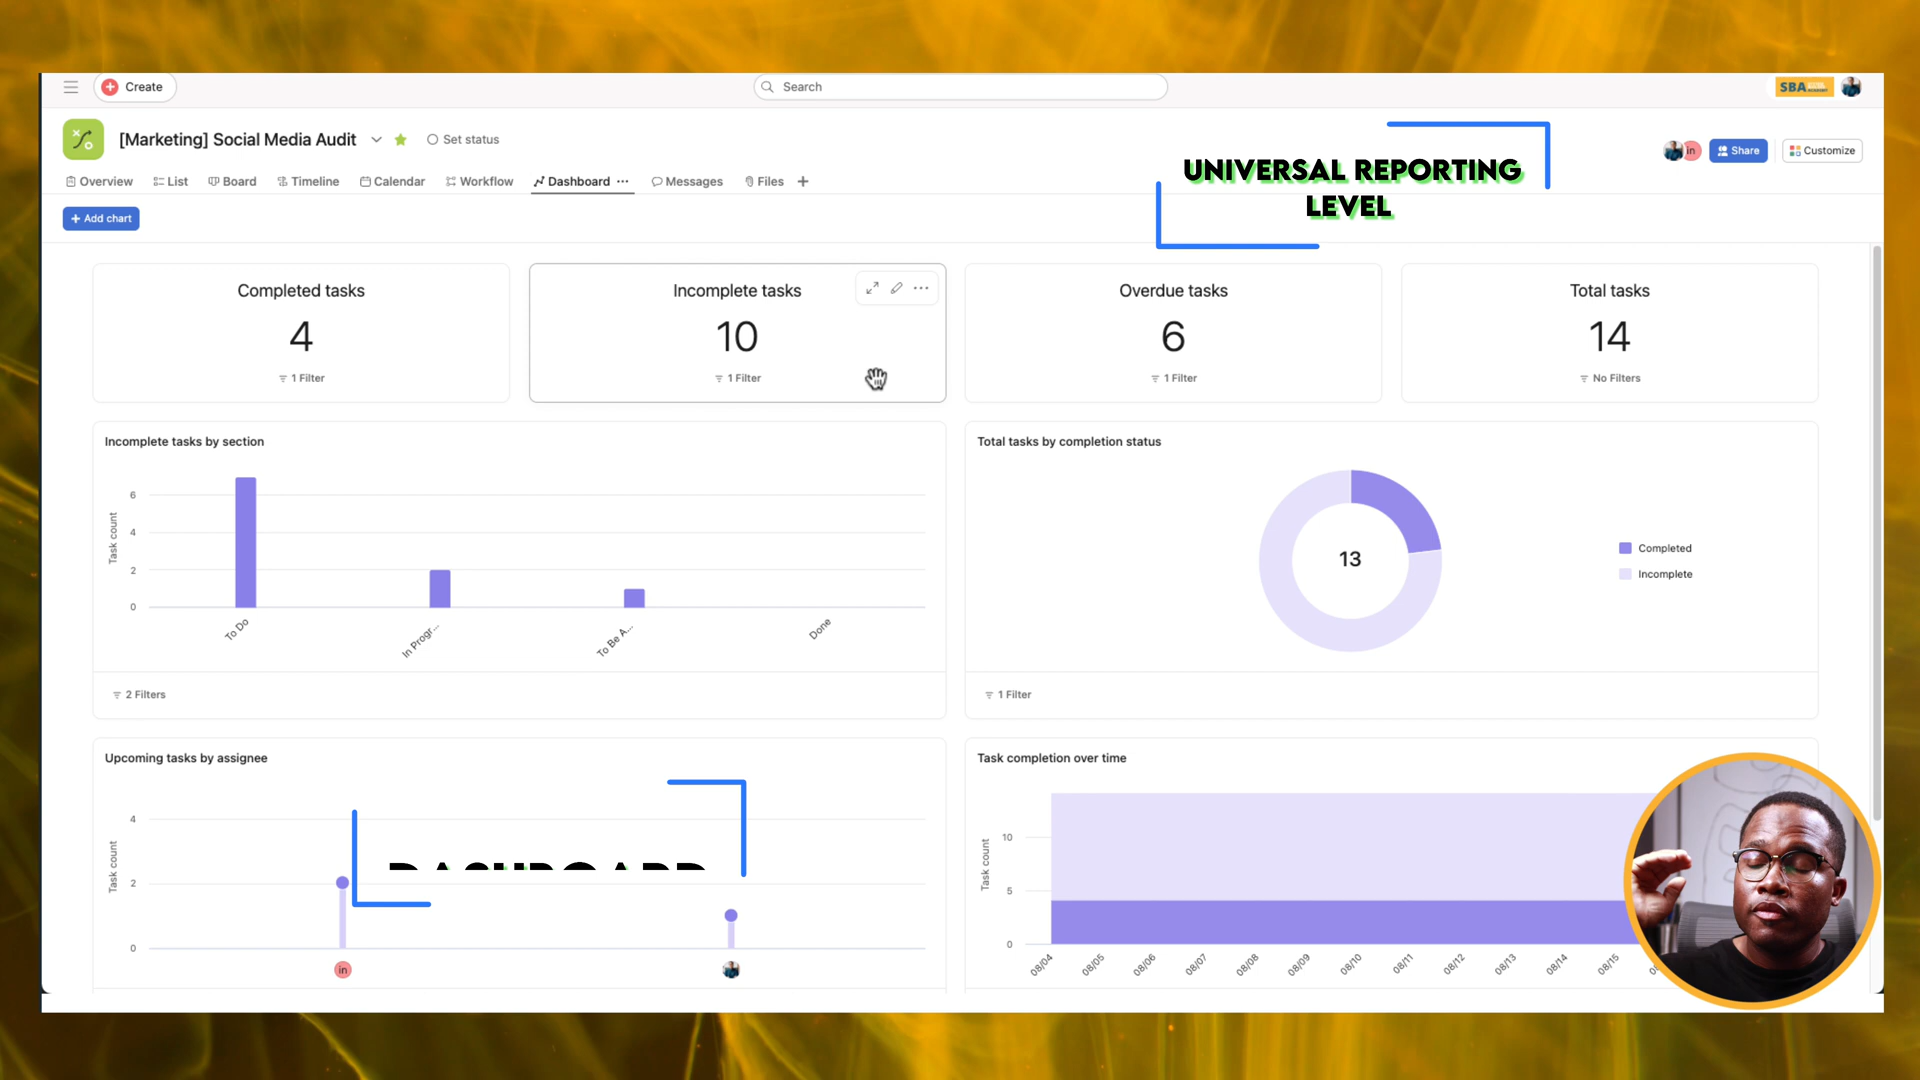 Create
Search
SBA
[Marketing] Social Media Audit
Set status
in
Share
Customize
UNIVERSAL REPORTING
LEVEL
Overview
List
Board
Timeline
Calendar
Workflow
Dashboard
Messages
Files
+ Add chart
Completed tasks
4
1 Filter
Incomplete tasks
10
1 Filter
Overdue tasks
6
1 Filter
Total tasks
14
No Filters
Incomplete tasks by section
Task count
6
4
2
0
To Do
In Progr...
To Be A...
Done
2 Filters
Total tasks by completion status
13
Completed
Incomplete
1 Filter
Upcoming tasks by assignee
Task count
4
2
0
in
Task completion over time
Task count
10
5
0
08/04
08/05
08/06
08/07
08/08
08/09
08/10
08/11
08/12
08/13
08/14
08/15